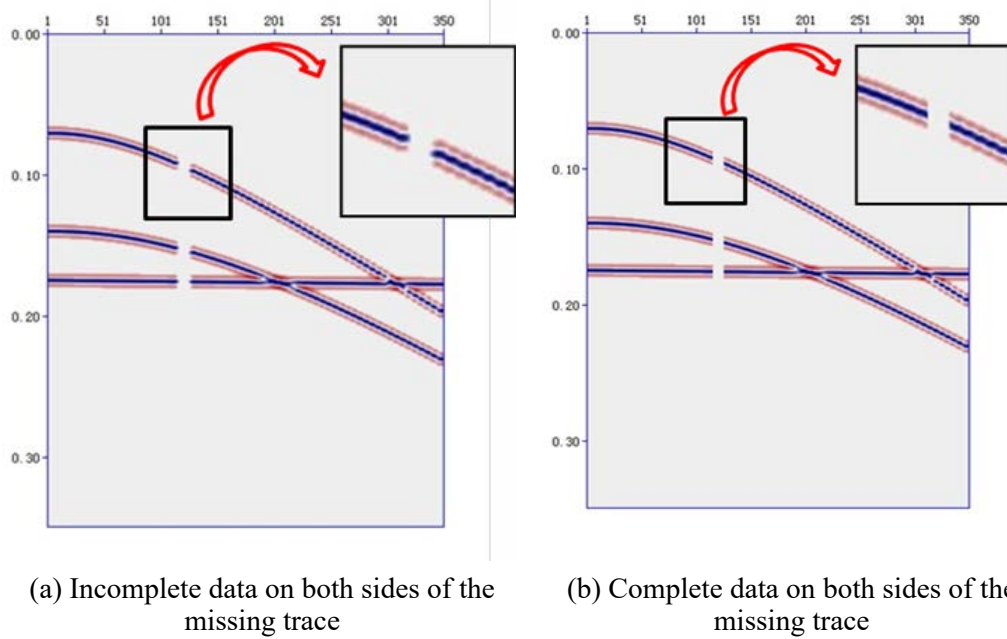 1 51 101 151 201 251 301 350
0.00
0.10
0.20
0.30
1 51 101 151 201 251 301 350
0.00
0.10
0.20
0.30
(a) Incomplete data on both sides of the
missing trace
(b) Complete data on both sides of the
missing trace